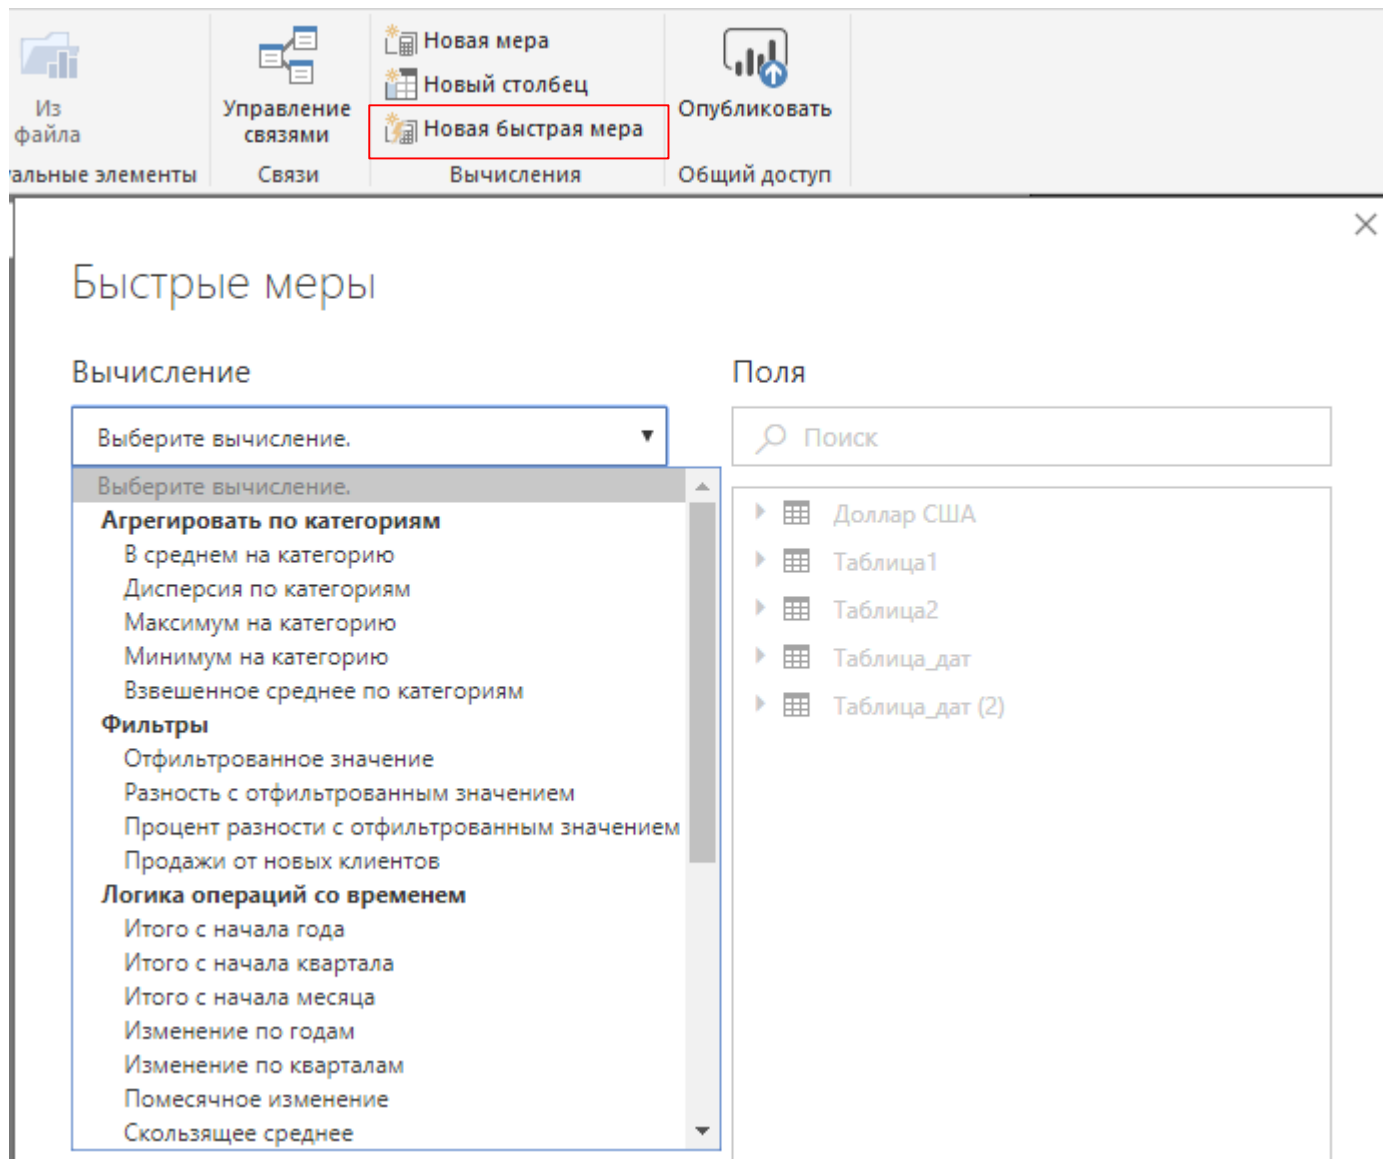 Из
файла
Управление
связями
Новая мера
Новый столбец
Новая быстрая мера
Опубликовать
альные элементы
Связи
Вычисления
Общий доступ
Быстрые меры
Вычисление
Выберите вычисление.
Выберите вычисление.
Агрегировать по категориям
В среднем на категорию
Дисперсия по категориям
Максимум на категорию
Минимум на категорию
Взвешенное среднее по категориям
Фильтры
Отфильтрованное значение
Разность с отфильтрованным значением
Процент разности с отфильтрованным значением
Продажи от новых клиентов
Логика операций со временем
Итого с начала года
Итого с начала квартала
Итого с начала месяца
Изменение по годам
Изменение по кварталам
Помесячное изменение
Скользящее среднее
Поля
Поиск
Доллар США
Таблица1
Таблица2
Таблица_дат
Таблица_дат (2)